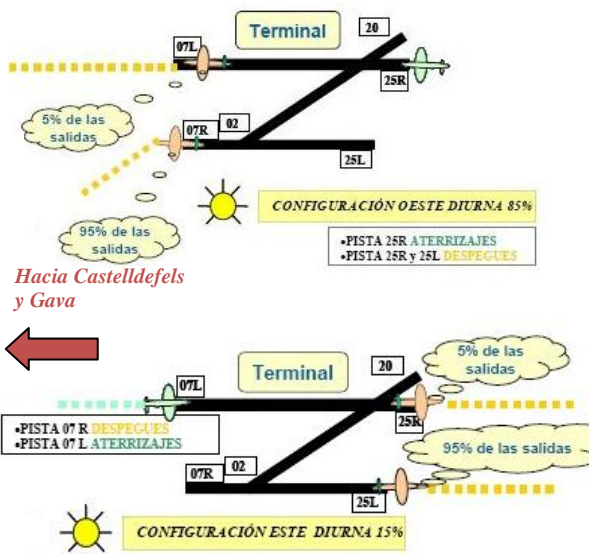 Terminal
20
07L
25R
5% de las
salidas
07R
02
25L
CONFIGURACIÓN OESTE DIURNA 85%
95% de las
salidas
•PISTA 25R ATERRIZAJES
•PISTA 25R y 25L DESPEGUES
Hacia Castelldefels
y Gava
20
5% de las
salidas
07L
Terminal
25R
•PISTA 07 R DESPEGUES
•PISTA 07 L ATERRIZAJES
95% de las salidas
07R
02
25L
CONFIGURACIÓN ESTE DIURNA 15%